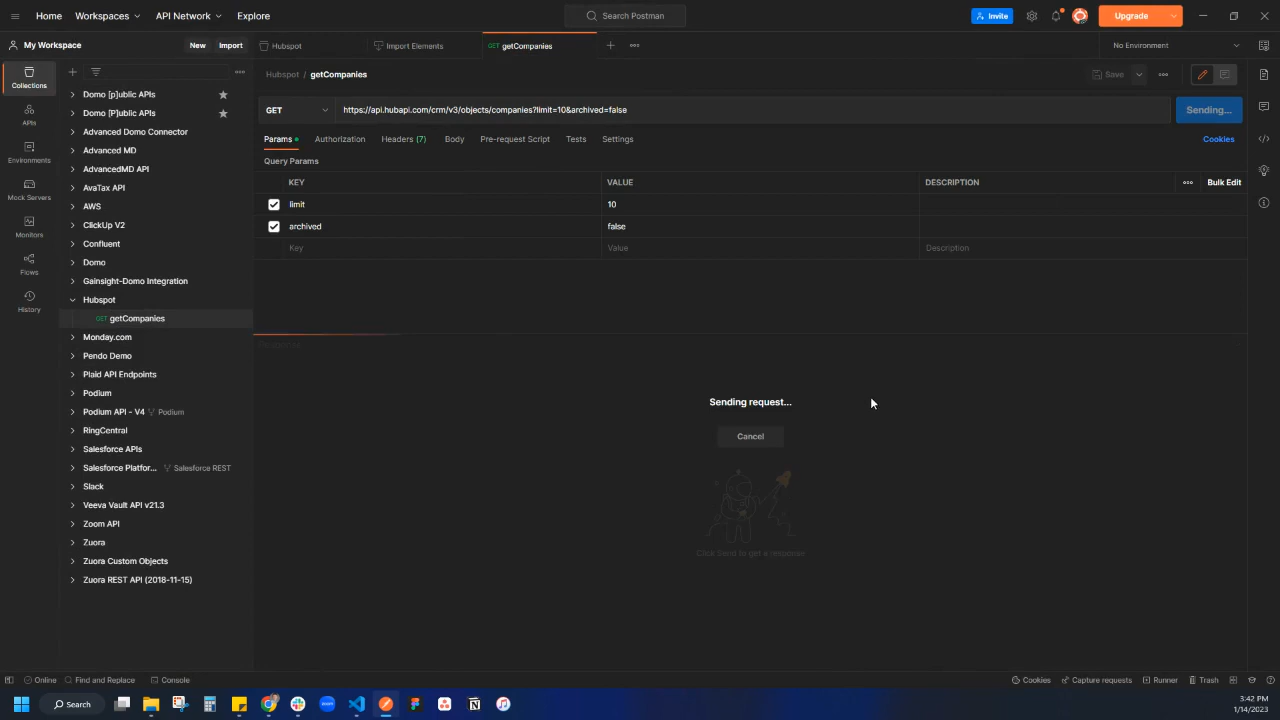 Home Workspaces API Network Explore Search Postman Invite Upgrade
My Workspace New Import Hubspot Import Elements GET getCompanies No Environment
Collections
APIs
Environments
Mock Servers
Monitors
Flows
History
Domo [p]ublic APIs
Domo [P]ublic APIs
Advanced Domo Connector
Advanced MD
AdvancedMD API
AvaTax API
AWS
ClickUp V2
Confluent
Domo
Gainsight-Domo Integration
Hubspot
GET getCompanies
Monday.com
Pendo Demo
Plaid API Endpoints
Podium
Podium API - V4 Podium
RingCentral
Salesforce APIs
Salesforce Platfor... Salesforce REST
Slack
Veeva Vault API v21.3
Zoom API
Zuora
Zuora Custom Objects
Zuora REST API (2018-11-15)
Hubspot / getCompanies Save
GET https://api.hubapi.com/crm/v3/objects/companies?limit=10&archived=false Sending...
Params Authorization Headers (7) Body Pre-request Script Tests Settings Cookies
Query Params
KEY VALUE DESCRIPTION Bulk Edit
limit 10
archived false
Key Value Description
Response
Sending request...
Cancel
Click Send to get a response
Online Find and Replace Console Cookies Capture requests Runner Trash
Search
zoom
3:42 PM
1/14/2023